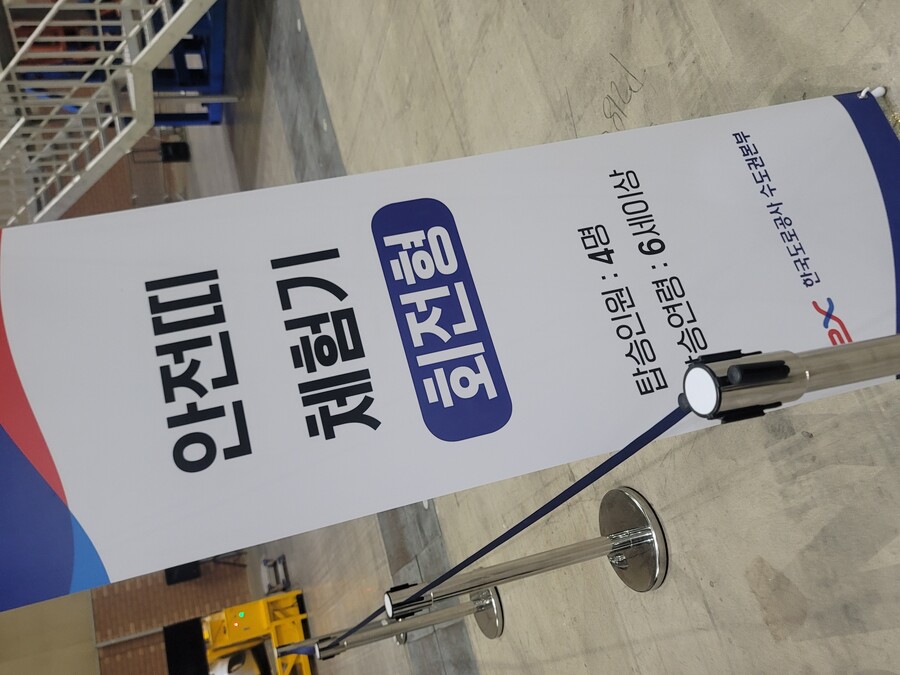 안전띠
체험기
회전형
탑승인원 : 4명
탑승연령 : 6세이상
ex 한국도로공사 수도권본부